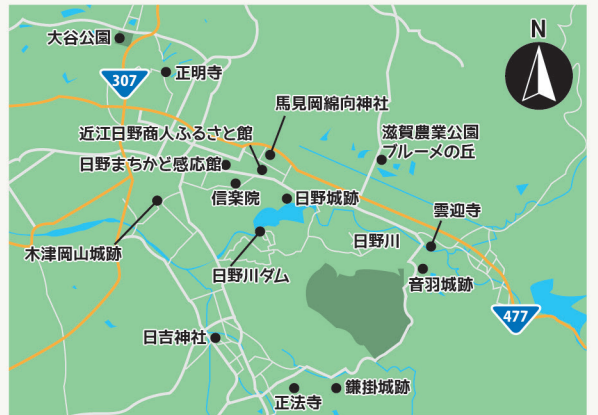 N
大谷公園
307
正明寺
馬見岡綿向神社
近江日野商人ふるさと館
滋賀農業公園
ブルーメの丘
日野まちかど感応館
信楽院
日野城跡
雲迎寺
木津岡山城跡
日野川
日野川ダム
音羽城跡
477
日吉神社
鎌掛城跡
正法寺